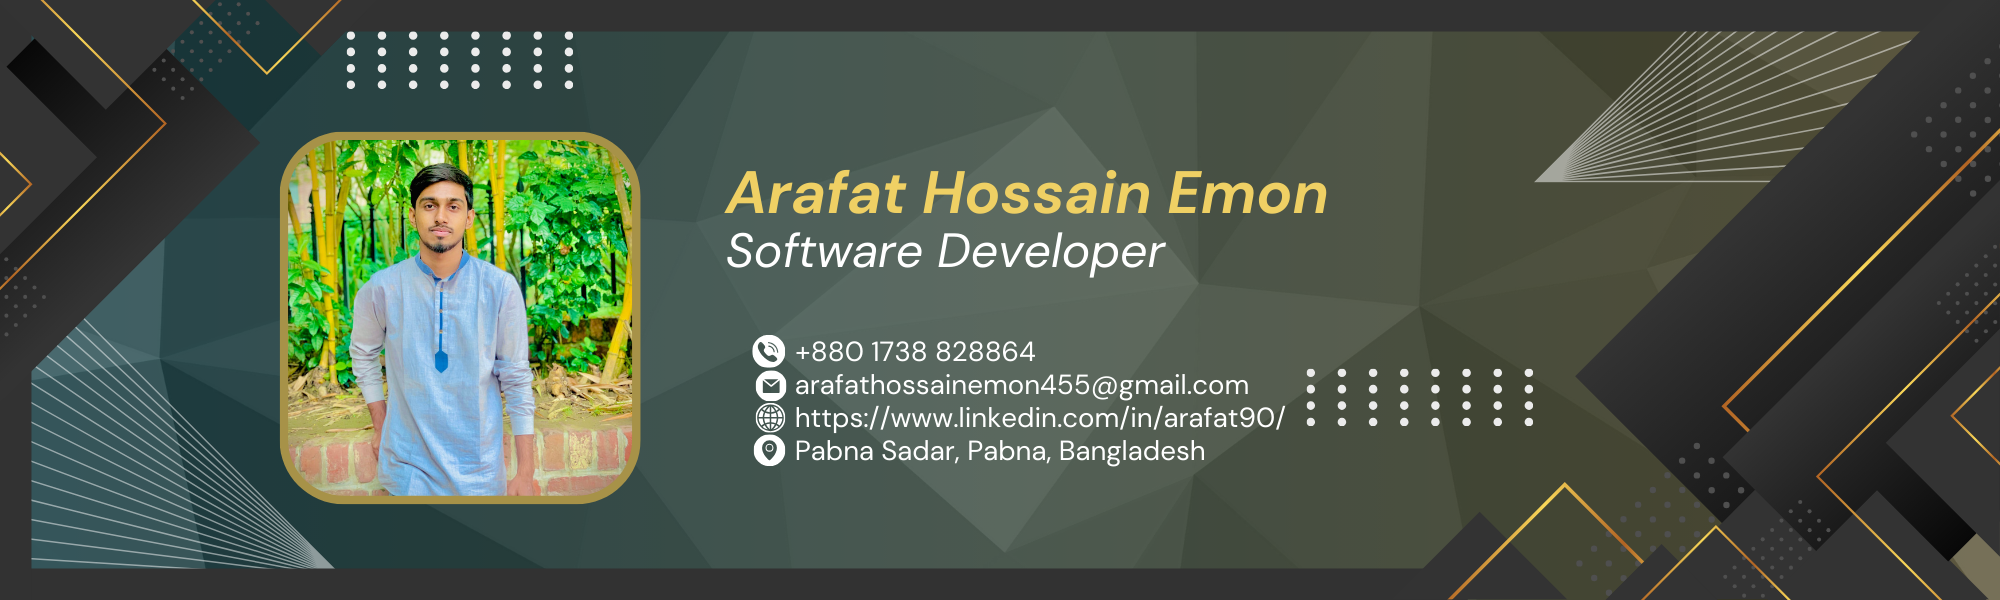 Arafat Hossain Emon
Software Developer
+880 1738 828864
arafathossainemon455@gmail.com
https://www.linkedin.com/in/arafat90/
Pabna Sadar, Pabna, Bangladesh